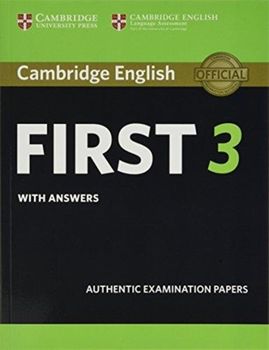 CAMBRIDGE
UNIVERSITY PRESS
CAMBRIDGE ENGLISH
Language Assessment
Part of the University of Cambridge
Cambridge English
OFFICIAL
FIRST 3
WITH ANSWERS
AUTHENTIC EXAMINATION PAPERS